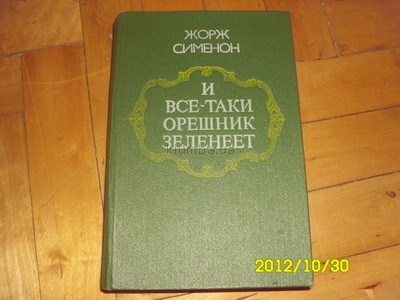 ЖОРЖ
СИМЕНОН
И
ВСЕ-ТАКИ
ОРЕШНИК
ЗЕЛЕНЕЕТ
2012/10/30